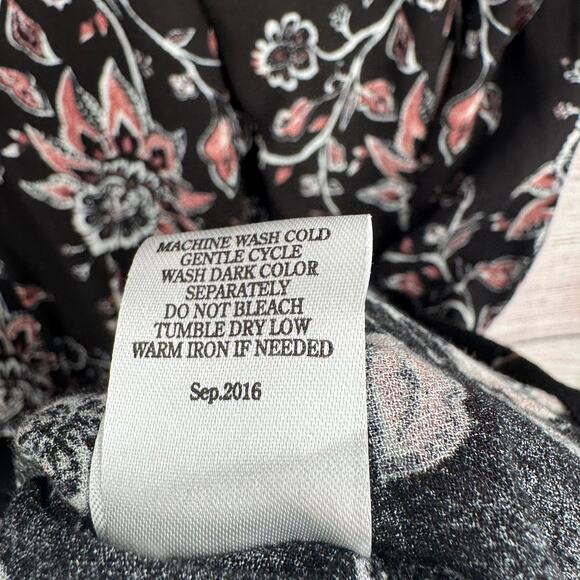 MACHINE WASH COLD
GENTLE CYCLE
WASH DARK COLOR
SEPARATELY
DO NOT BLEACH
TUMBLE DRY LOW
WARM IRON IF NEEDED
Sep.2016